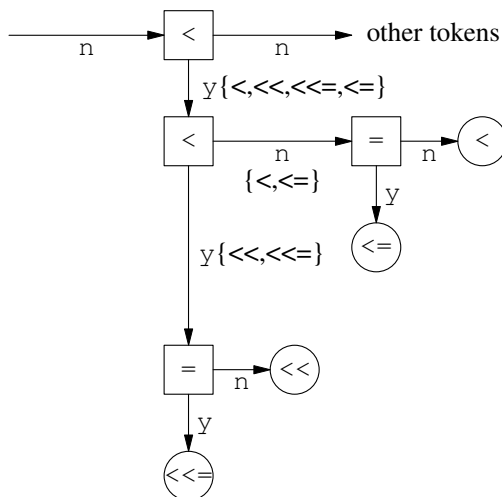 n < n other tokens
y{<,<<,<<=,<=}
< n = n <
{<,<=}
y
<=
y{<<,<<=}
= n <<
y
<<=